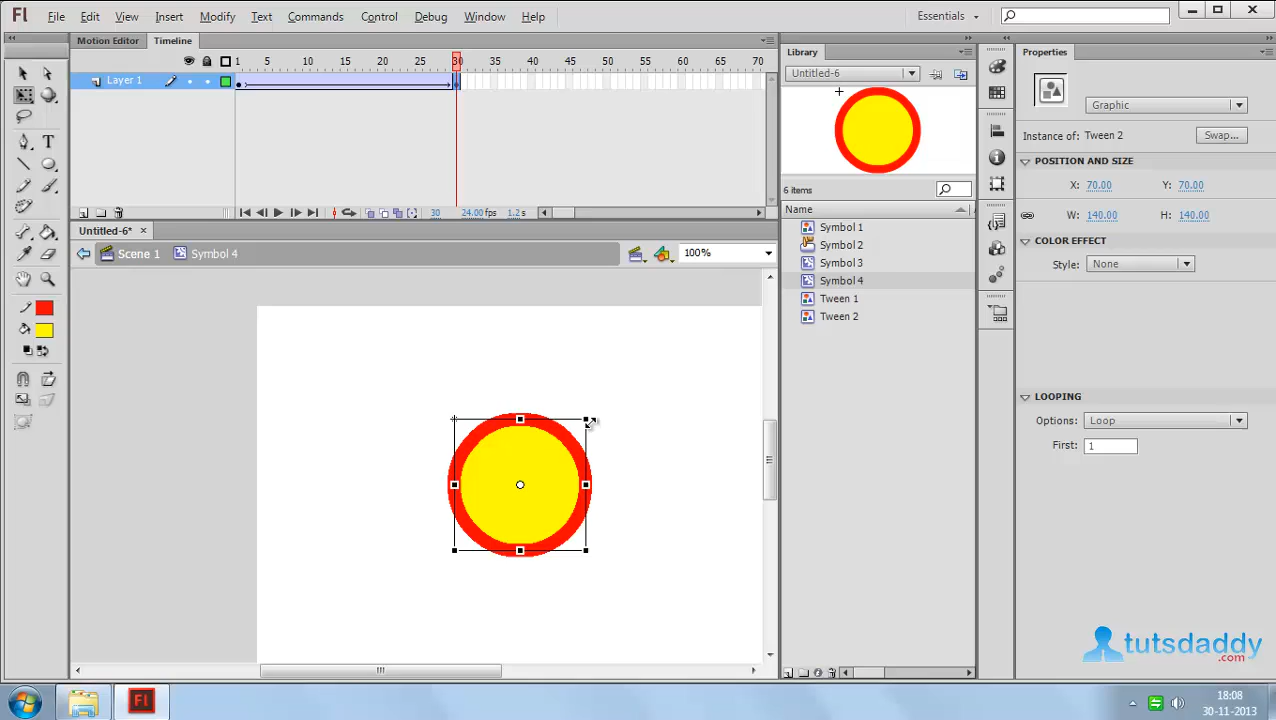 Fl File Edit View Insert Modify Text Commands Control Debug Window Help Essentials
Motion Editor Timeline
1 5 10 15 20 25 30 35 40 45 50 55 60 65 70
Layer 1
30 24.00 fps 1.2 s
Untitled-6*
Scene 1 Symbol 4 100%
Library
Untitled-6
6 items
Name
Symbol 1
Symbol 2
Symbol 3
Symbol 4
Tween 1
Tween 2
Properties
Graphic
Instance of: Tween 2 Swap...
POSITION AND SIZE
X: 70.00 Y: 70.00
W: 140.00 H: 140.00
COLOR EFFECT
Style: None
LOOPING
Options: Loop
First: 1
tutsdaddy
.com
Fl
18:08
30-11-2013